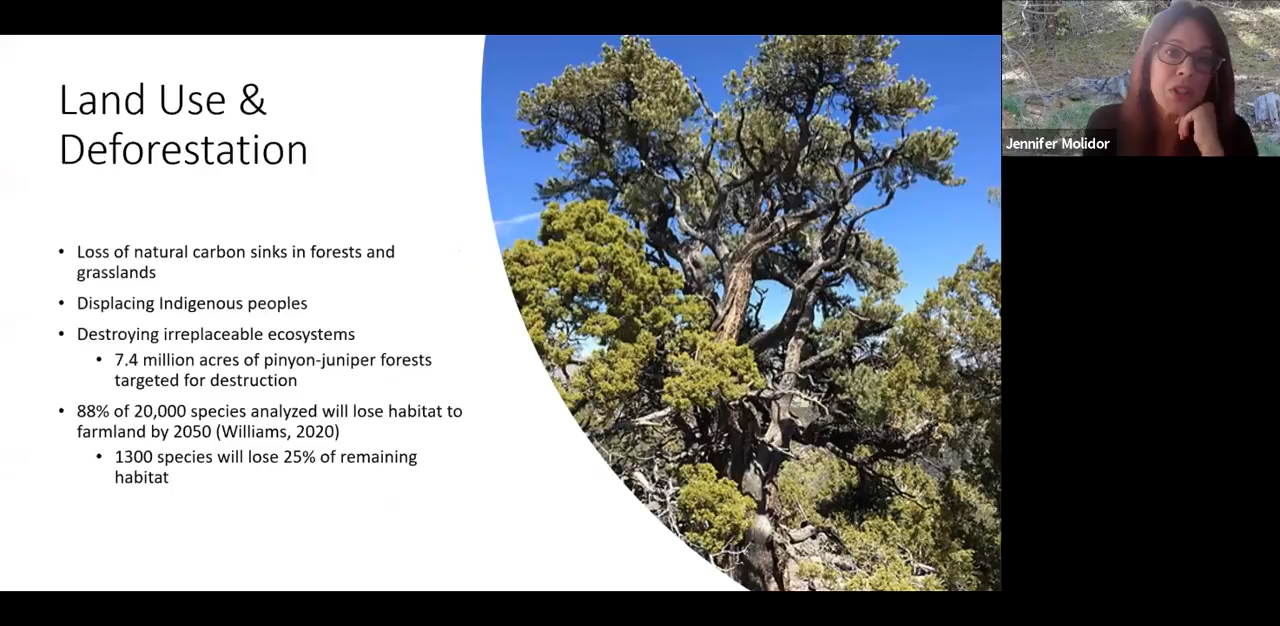 Land Use &
Deforestation
• Loss of natural carbon sinks in forests and
grasslands
• Displacing Indigenous peoples
• Destroying irreplaceable ecosystems
• 7.4 million acres of pinyon-juniper forests
targeted for destruction
• 88% of 20,000 species analyzed will lose habitat to
farmland by 2050 (Williams, 2020)
• 1300 species will lose 25% of remaining
habitat
Jennifer Molidor